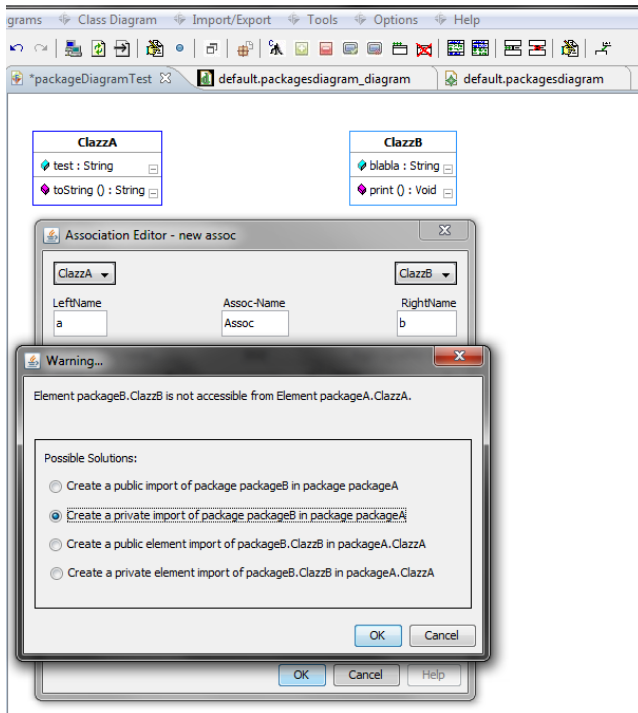 grams Class Diagram Import/Export Tools Options Help
*packageDiagramTest default.packagesdiagram_diagram default.packagesdiagram
ClazzA ClazzB
test : String blabla : String
toString () : String print () : Void
Association Editor - new assoc
ClazzA ClazzB
LeftName Assoc-Name RightName
a Assoc b
Warning...
Element packageB.ClazzB is not accessible from Element packageA.ClazzA.
Possible Solutions:
Create a public import of package packageB in package packageA
Create a private import of package packageB in package packageA
Create a public element import of packageB.ClazzB in packageA.ClazzA
Create a private element import of packageB.ClazzB in packageA.ClazzA
OK Cancel
OK Cancel Help